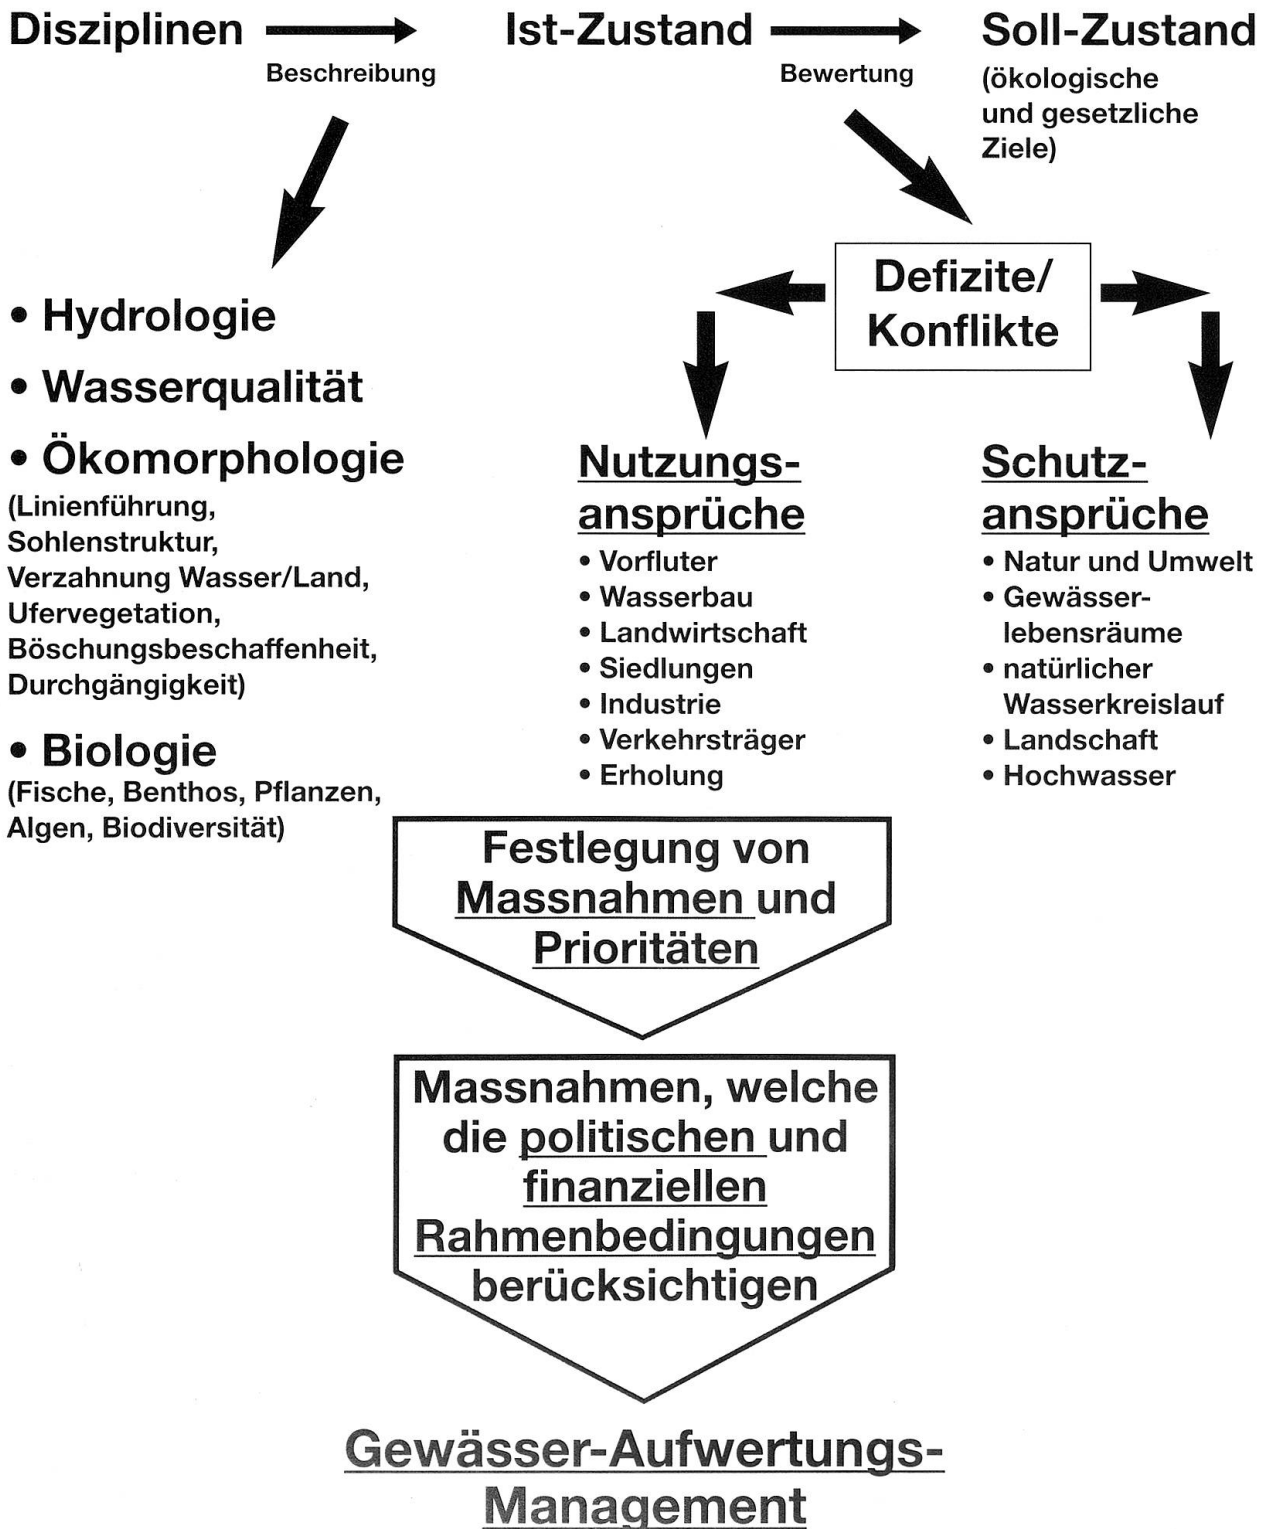 Disziplinen
Ist-Zustand
Soll-Zustand
Beschreibung
Bewertung
(ökologische
und gesetzliche
Ziele)
Defizite/
Konflikte
• Hydrologie
• Wasserqualität
• Ökomorphologie
(Linienführung,
Sohlenstruktur,
Verzahnung Wasser/Land,
Ufervegetation,
Böschungsbeschaffenheit,
Durchgängigkeit)
• Biologie
(Fische, Benthos, Pflanzen,
Algen, Biodiversität)
Nutzungs-
ansprüche
• Vorfluter
• Wasserbau
• Landwirtschaft
• Siedlungen
• Industrie
• Verkehrsträger
• Erholung
Schutz-
ansprüche
• Natur und Umwelt
• Gewässer-
lebensräume
• natürlicher
Wasserkreislauf
• Landschaft
• Hochwasser
Festlegung von
Massnahmen und
Prioritäten
Massnahmen, welche
die politischen und
finanziellen
Rahmenbedingungen
berücksichtigen
Gewässer-Aufwertungs-
Management